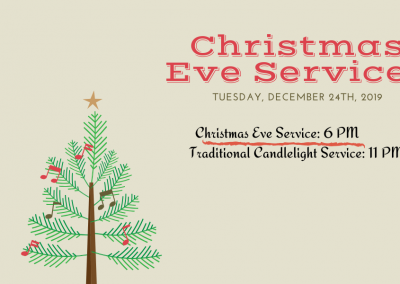 Christmas
Eve Service
TUESDAY, DECEMBER 24TH, 2019
Christmas Eve Service: 6 PM
Traditional Candlelight Service: 11 PM